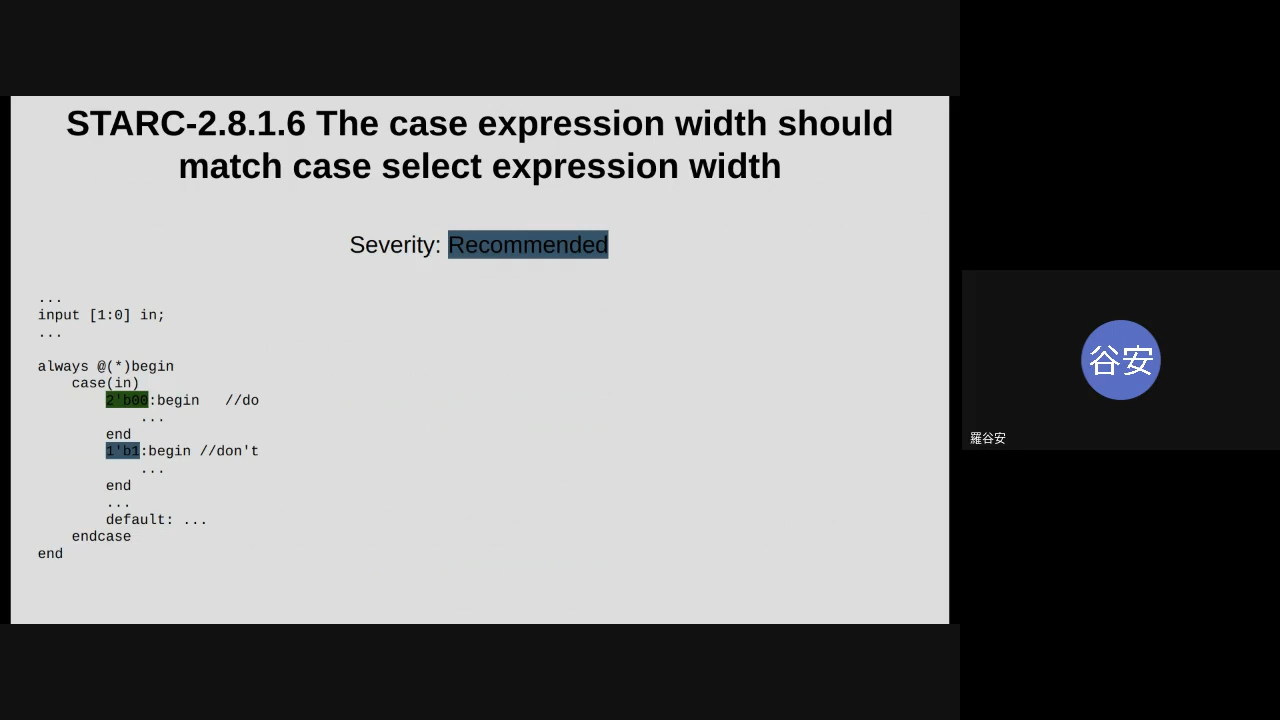 STARC-2.8.1.6 The case expression width should
match case select expression width
Severity: Recommended
...
input [1:0] in;
...
always @(*)begin
    case(in)
        2'b00:begin   //do
            ...
        end
        1'b1:begin //don't
            ...
        end
        ...
        default: ...
    endcase
end
谷安
羅谷安